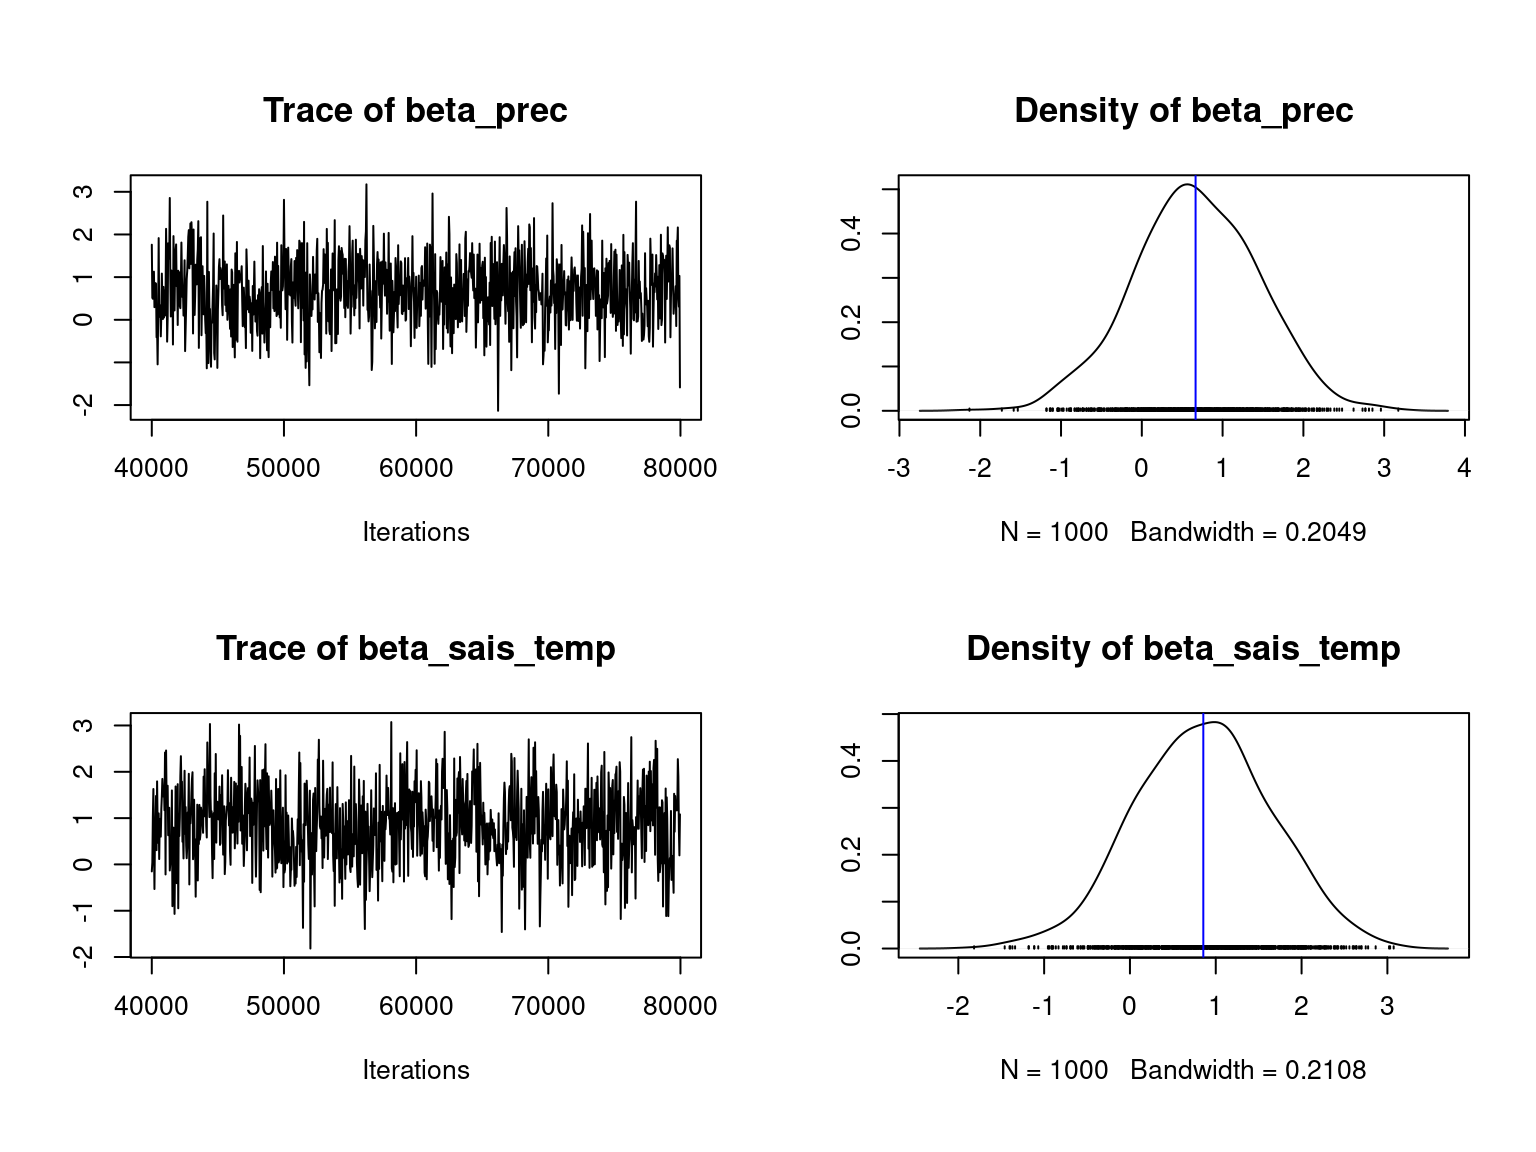 Trace of beta_prec
3
2
1
0
-2
40000 50000 60000 70000 80000
Iterations
Density of beta_prec
0.4
0.2
0.0
-3 -2 -1 0 1 2 3 4
N = 1000 Bandwidth = 0.2049
Trace of beta_sais_temp
3
2
1
0
-1
-2
40000 50000 60000 70000 80000
Iterations
Density of beta_sais_temp
0.4
0.2
0.0
-2 -1 0 1 2 3
N = 1000 Bandwidth = 0.2108